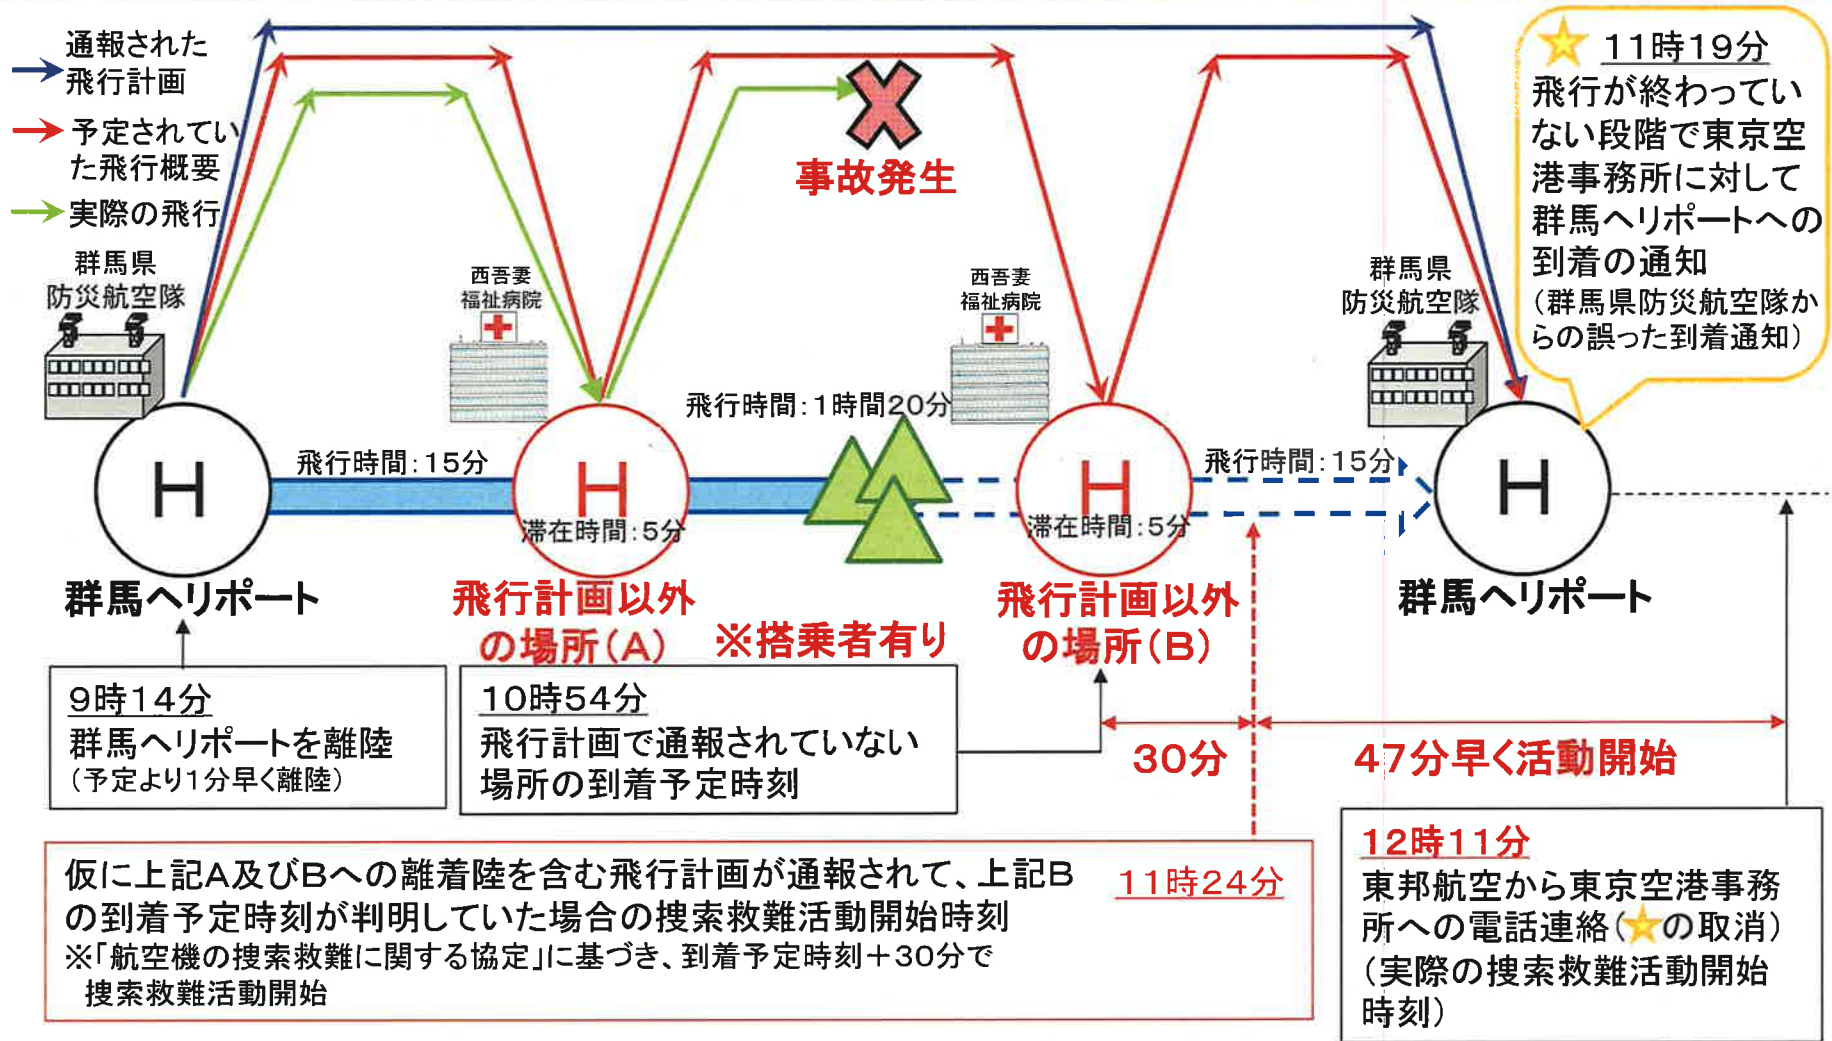 通報された
飛行計画
予定されてい
た飛行概要
実際の飛行
事故発生
11時19分
飛行が終わってい
ない段階で東京空
港事務所に対して
群馬ヘリポートへの
到着の通知
(群馬県防災航空隊か
らの誤った到着通知)
群馬県
防災航空隊
西吾妻
福祉病院
西吾妻
福祉病院
群馬県
防災航空隊
飛行時間:15分
飛行時間:1時間20分
飛行時間:15分
H
H
H
H
滞在時間:5分
滞在時間:5分
群馬ヘリポート
飛行計画以外
の場所(A)
※搭乗者有り
飛行計画以外
の場所(B)
群馬ヘリポート
9時14分
群馬ヘリポートを離陸
(予定より1分早く離陸)
10時54分
飛行計画で通報されていない
場所の到着予定時刻
30分
47分早く活動開始
仮に上記A及びBへの離着陸を含む飛行計画が通報されて、上記B
の到着予定時刻が判明していた場合の捜索救難活動開始時刻
※「航空機の捜索救難に関する協定」に基づき、到着予定時刻+30分で
捜索救難活動開始
11時24分
12時11分
東邦航空から東京空港事務
所への電話連絡(★の取消)
(実際の捜索救難活動開始
時刻)